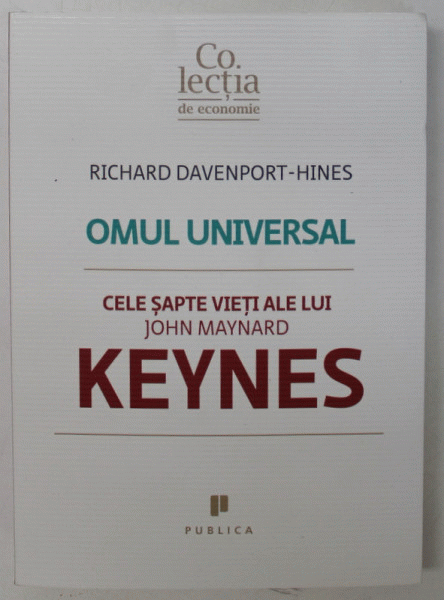 Co.
lecția
de economie
RICHARD DAVENPORT-HINES
OMUL UNIVERSAL
CELE ȘAPTE VIEȚI ALE LUI
JOHN MAYNARD
KEYNES
PUBLICA